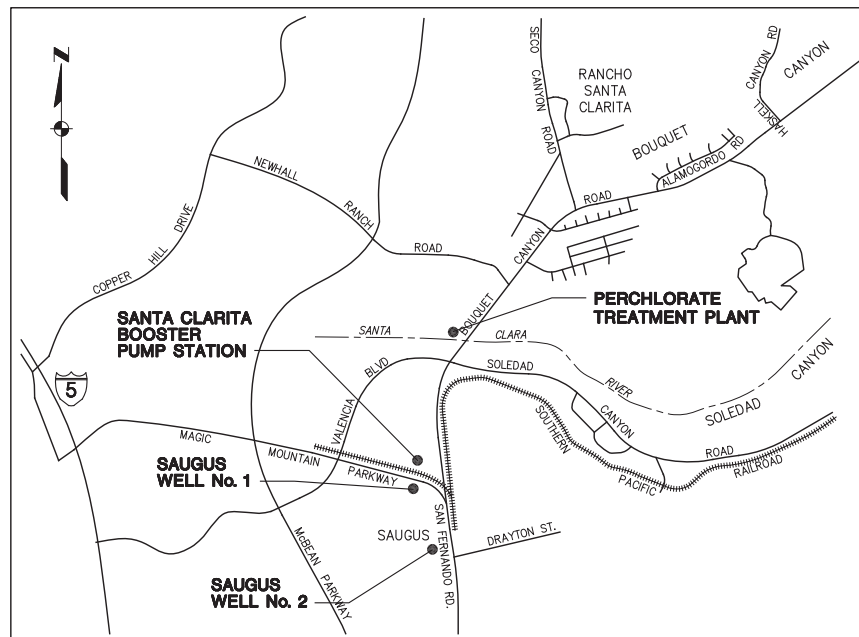 N
SECO
CANYON
ROAD
RANCHO
SANTA
CLARITA
CANYON RD
CANYON
HASKELL
BOUQUET
ALAMOGORDO RD
ROAD
CANYON
BOUQUET
NEWHALL
RANCH
ROAD
COPPER
HILL
DRIVE
SANTA CLARITA
BOOSTER
PUMP STATION
PERCHLORATE
TREATMENT PLANT
SANTA
CLARA
RIVER
BLVD
VALENCIA
SOLEDAD
CANYON
ROAD
SOLEDAD
CANYON
SOUTHERN
PACIFIC
RAILROAD
5
MAGIC
MOUNTAIN
PARKWAY
SAUGUS
WELL No. 1
SAUGUS
SAN FERNANDO RD.
DRAYTON ST.
McBEAN PARKWAY
SAUGUS
WELL No. 2